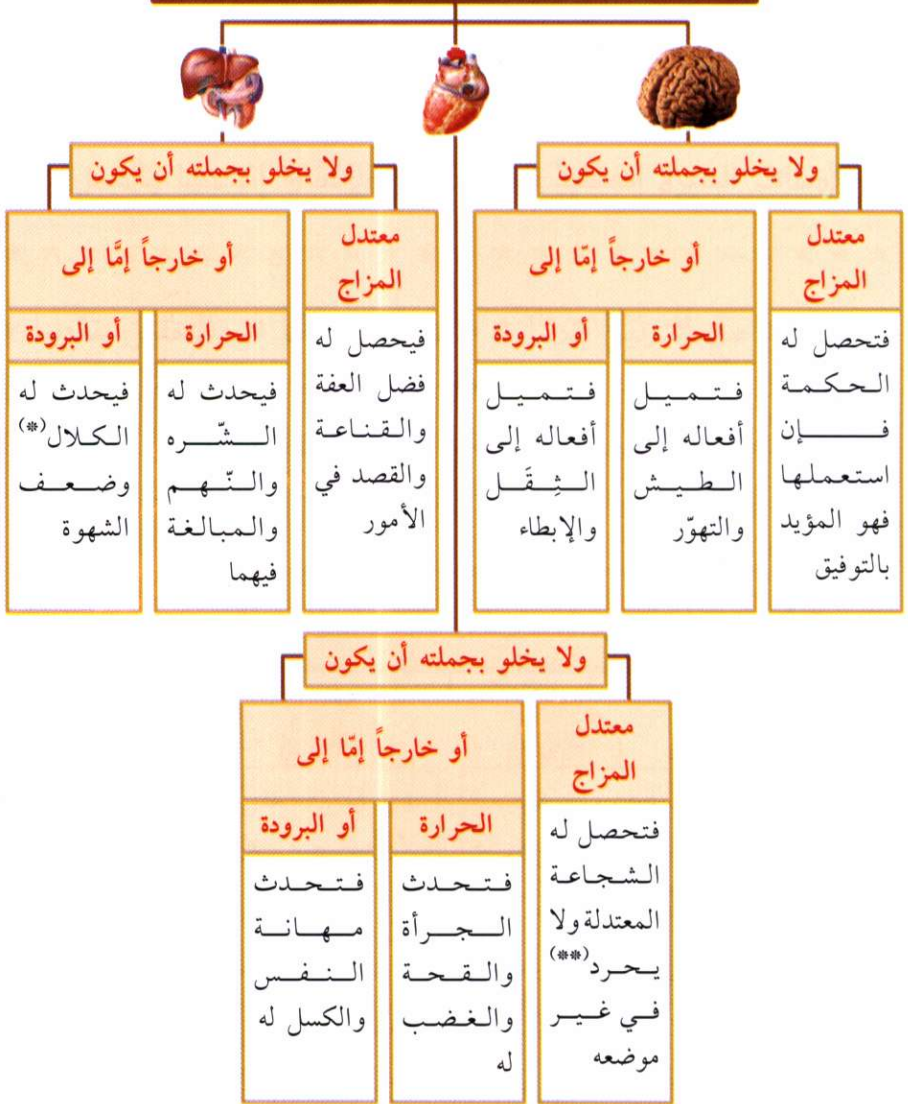 ولا يخلو بجملته أن يكون
معتدل
المزاج
فتحصل له
الحكمة
فإن
استعملها
فهو المؤيد
بالتوفيق
أو خارجاً إمّا إلى
الحرارة
فتميل
أفعاله إلى
الطيش
والتهوّر
أو البرودة
فتميل
أفعاله إلى
الثِقَل
والإبطاء
ولا يخلو بجملته أن يكون
معتدل
المزاج
فيحصل له
فضل العفة
والقناعة
والقصد في
الأمور
أو خارجاً إمَّا إلى
الحرارة
فيحدث له
الشّره
والنّهم
والمبالغة
فيهما
أو البرودة
فيحدث له
الكلال(*)
وضعف
الشهوة
ولا يخلو بجملته أن يكون
معتدل
المزاج
فتحصل له
الشجاعة
المعتدلة ولا
يحرد(**)
في غير
موضعه
أو خارجاً إمّا إلى
الحرارة
فتحدث
الجرأة
والقحة
والغضب
له
أو البرودة
فتحدث
مهانة
النفس
والكسل له